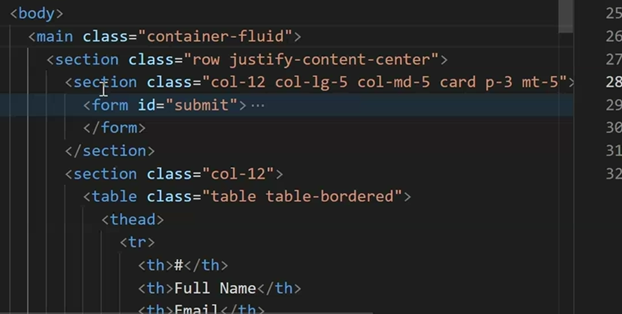 <body>
<main class="container-fluid">
<section class="row justify-content-center">
<section class="col-12 col-lg-5 col-md-5 card p-3 mt-5">
<form id="submit"> ...
</form>
</section>
<section class="col-12">
<table class="table table-bordered">
<thead>
<tr>
<th>#</th>
<th>Full Name</th>
<th>Email</th>
25
26
27
28
29
30
31
32